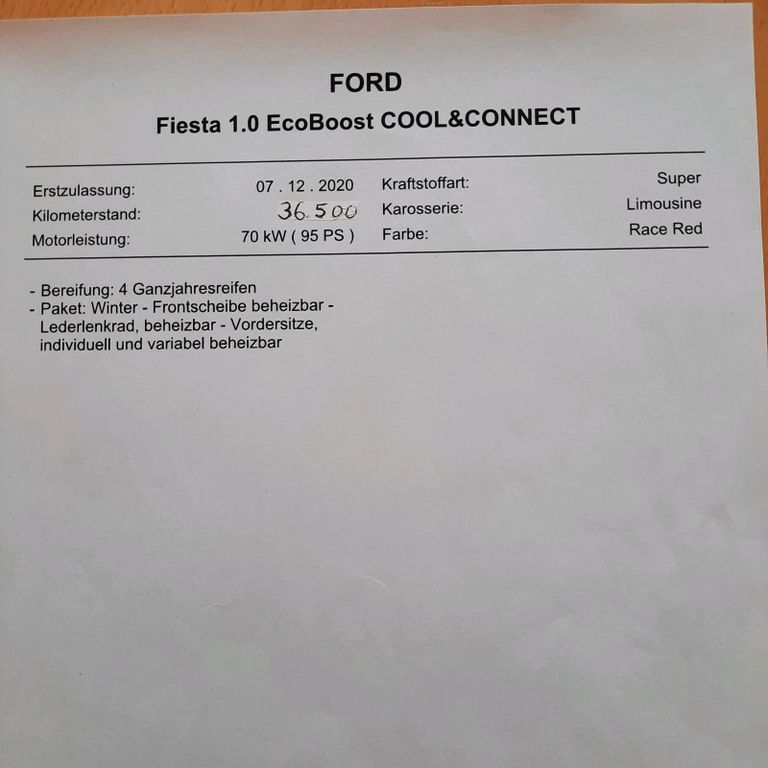 FORD
Fiesta 1.0 EcoBoost COOL&CONNECT
Erstzulassung: 07 . 12 . 2020 Kraftstoffart: Super
Kilometerstand: 36.500 Karosserie: Limousine
Motorleistung: 70 kW ( 95 PS ) Farbe: Race Red
- Bereifung: 4 Ganzjahresreifen
- Paket: Winter - Frontscheibe beheizbar -
Lederlenkrad, beheizbar - Vordersitze,
individuell und variabel beheizbar